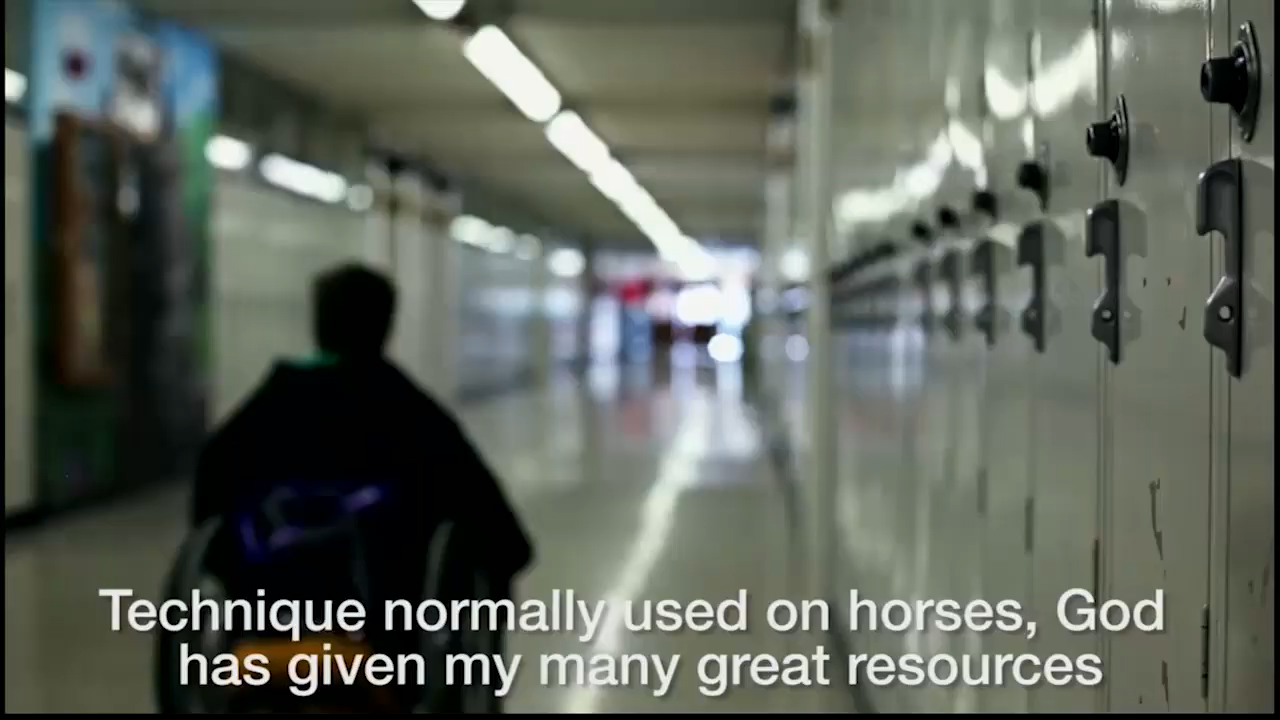 Technique normally used on horses, God
has given my many great resources